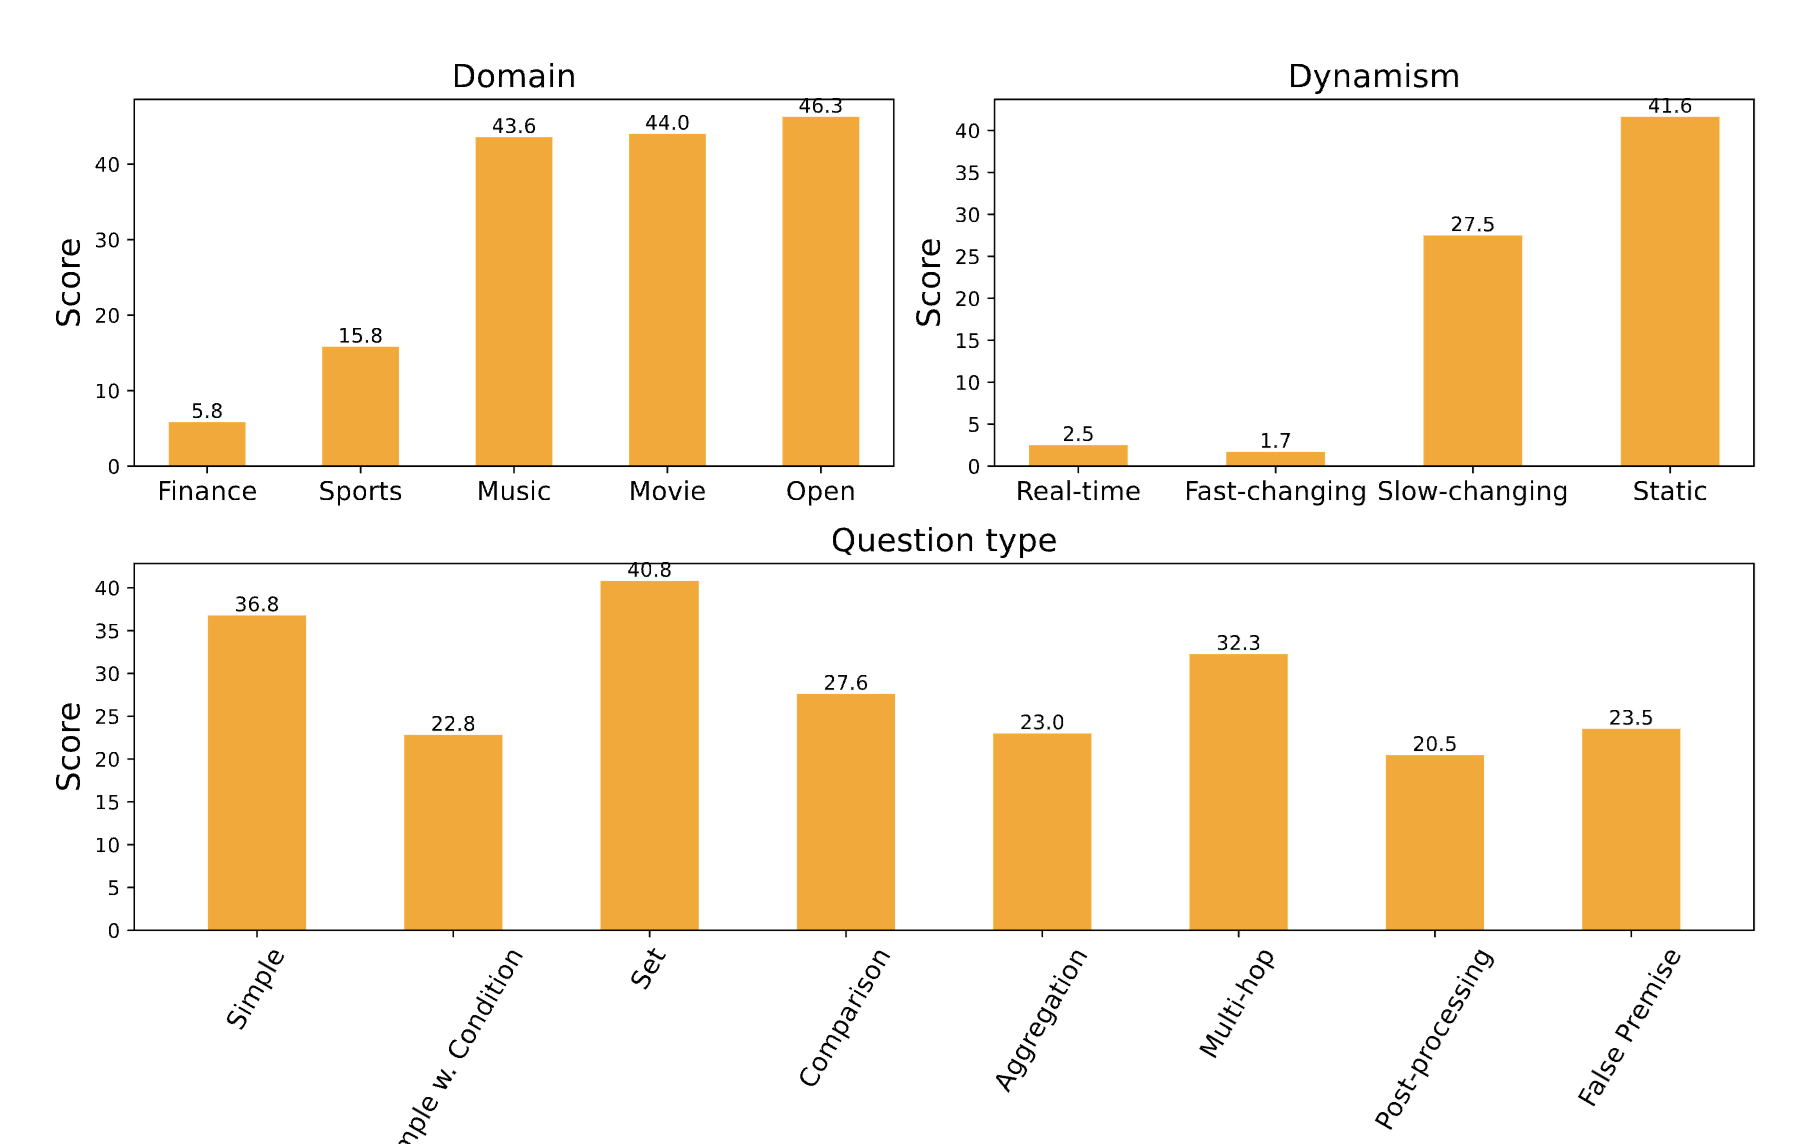 Domain
Score
40
30
20
10
0
5.8
15.8
43.6
44.0
46.3
Finance Sports Music Movie Open
Dynamism
Score
40
35
30
25
20
15
10
5
0
2.5
1.7
27.5
41.6
Real-time Fast-changing Slow-changing Static
Question type
Score
40
35
30
25
20
15
10
5
0
36.8
22.8
40.8
27.6
23.0
32.3
20.5
23.5
Simple
mple w. Condition
Set
Comparison
Aggregation
Multi-hop
Post-processing
False Premise